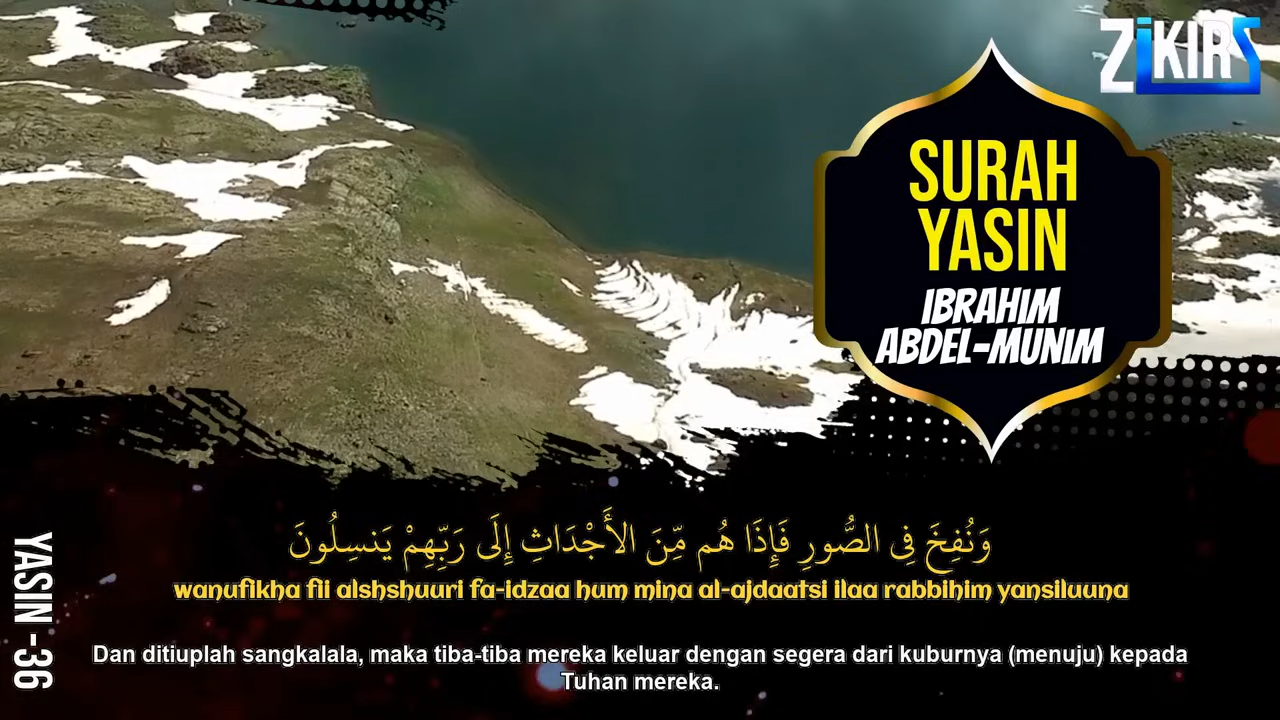 ZIKIRS
SURAH
YASIN
IBRAHIM
ABDEL-MUNIM
وَنُفِخَ فِى الصُّورِ فَإِذَا هُم مِّنَ الأَجْدَاثِ إِلَى رَبِّهِمْ يَنسِلُونَ
wanufikha fii alshshuuri fa-idzaa hum mina al-ajdaatsi ilaa rabbihim yansiluuna
Dan ditiuplah sangkalala, maka tiba-tiba mereka keluar dengan segera dari kuburnya (menuju) kepada
Tuhan mereka.
YASIN -36